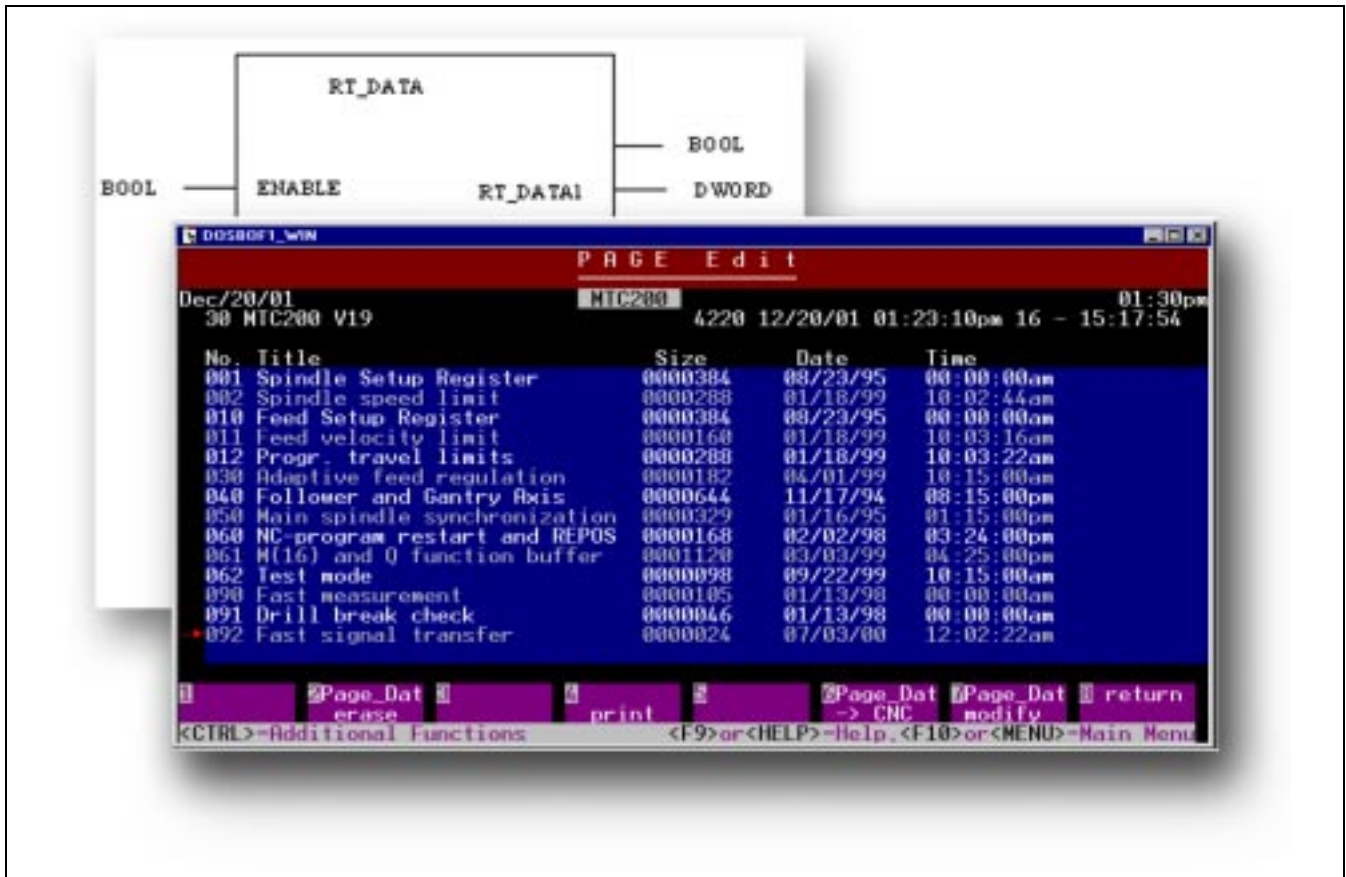 RT_DATA
BOOL
BOOL ENABLE RT_DATA1 DWORD
DOSBOF1_WIN
PAGE Edit
Dec/20/01 MTC200 01:30pm
30 MTC200 V19 4220 12/20/01 01:23:10pm 16 - 15:17:54
No. Title Size Date Time
001 Spindle Setup Register 0000384 08/23/95 00:00:00am
002 Spindle speed limit 0000288 01/18/99 10:02:44am
010 Feed Setup Register 0000384 08/23/95 00:00:00am
011 Feed velocity limit 0000160 01/18/99 10:03:16am
012 Progr. travel limits 0000288 01/18/99 10:03:22am
030 Adaptive feed regulation 0000182 04/01/99 10:15:00am
040 Follower and Gantry Axis 0000644 11/17/94 08:15:00pm
050 Main spindle synchronization 0000329 01/16/95 01:15:00pm
060 NC-program restart and REPOS 0000168 02/02/98 03:24:00pm
061 M(16) and Q function buffer 0001120 03/03/99 04:25:00pm
062 Test mode 0000098 09/22/99 10:15:00am
090 Fast measurement 0000105 01/13/98 00:00:00am
091 Drill break check 0000046 01/13/98 00:00:00am
092 Fast signal transfer 0000024 07/03/00 12:02:22am
1 2 Page_Dat 3 4 5 6 Page_Dat 7 Page_Dat 8 return
erase print -> CNC modify
<CTRL>-Additional Functions <F9>or<HELP>-Help,<F10>or<MENU>-Main Menu